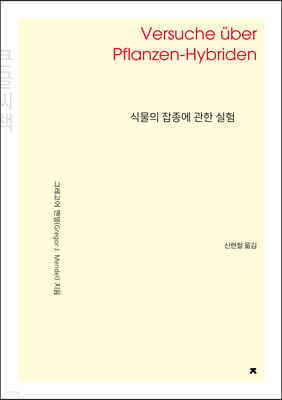 Versuche über
Pflanzen-Hybriden
식물의 잡종에 관한 실험
큰글씨책
그레고어 멘델(Gregor J. Mendel) 지음
신현철 옮김